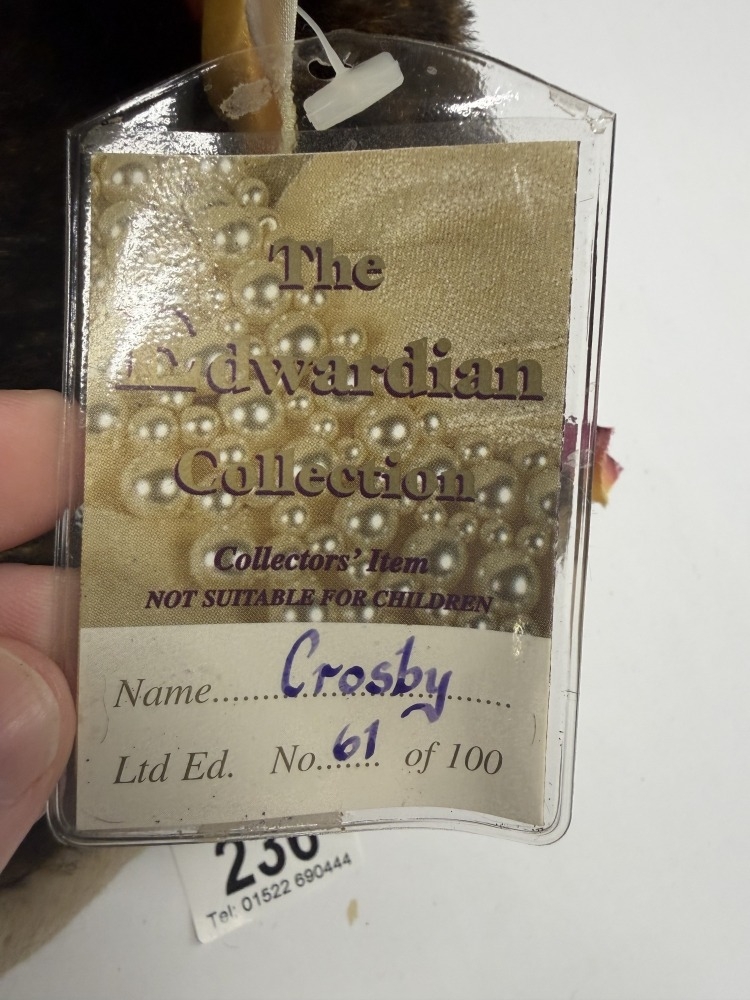 The
Edwardian
Collection
Collectors' Item
NOT SUITABLE FOR CHILDREN
Name........Crosby........
Ltd Ed. No...61... of 100
236
Tel: 01522 690444